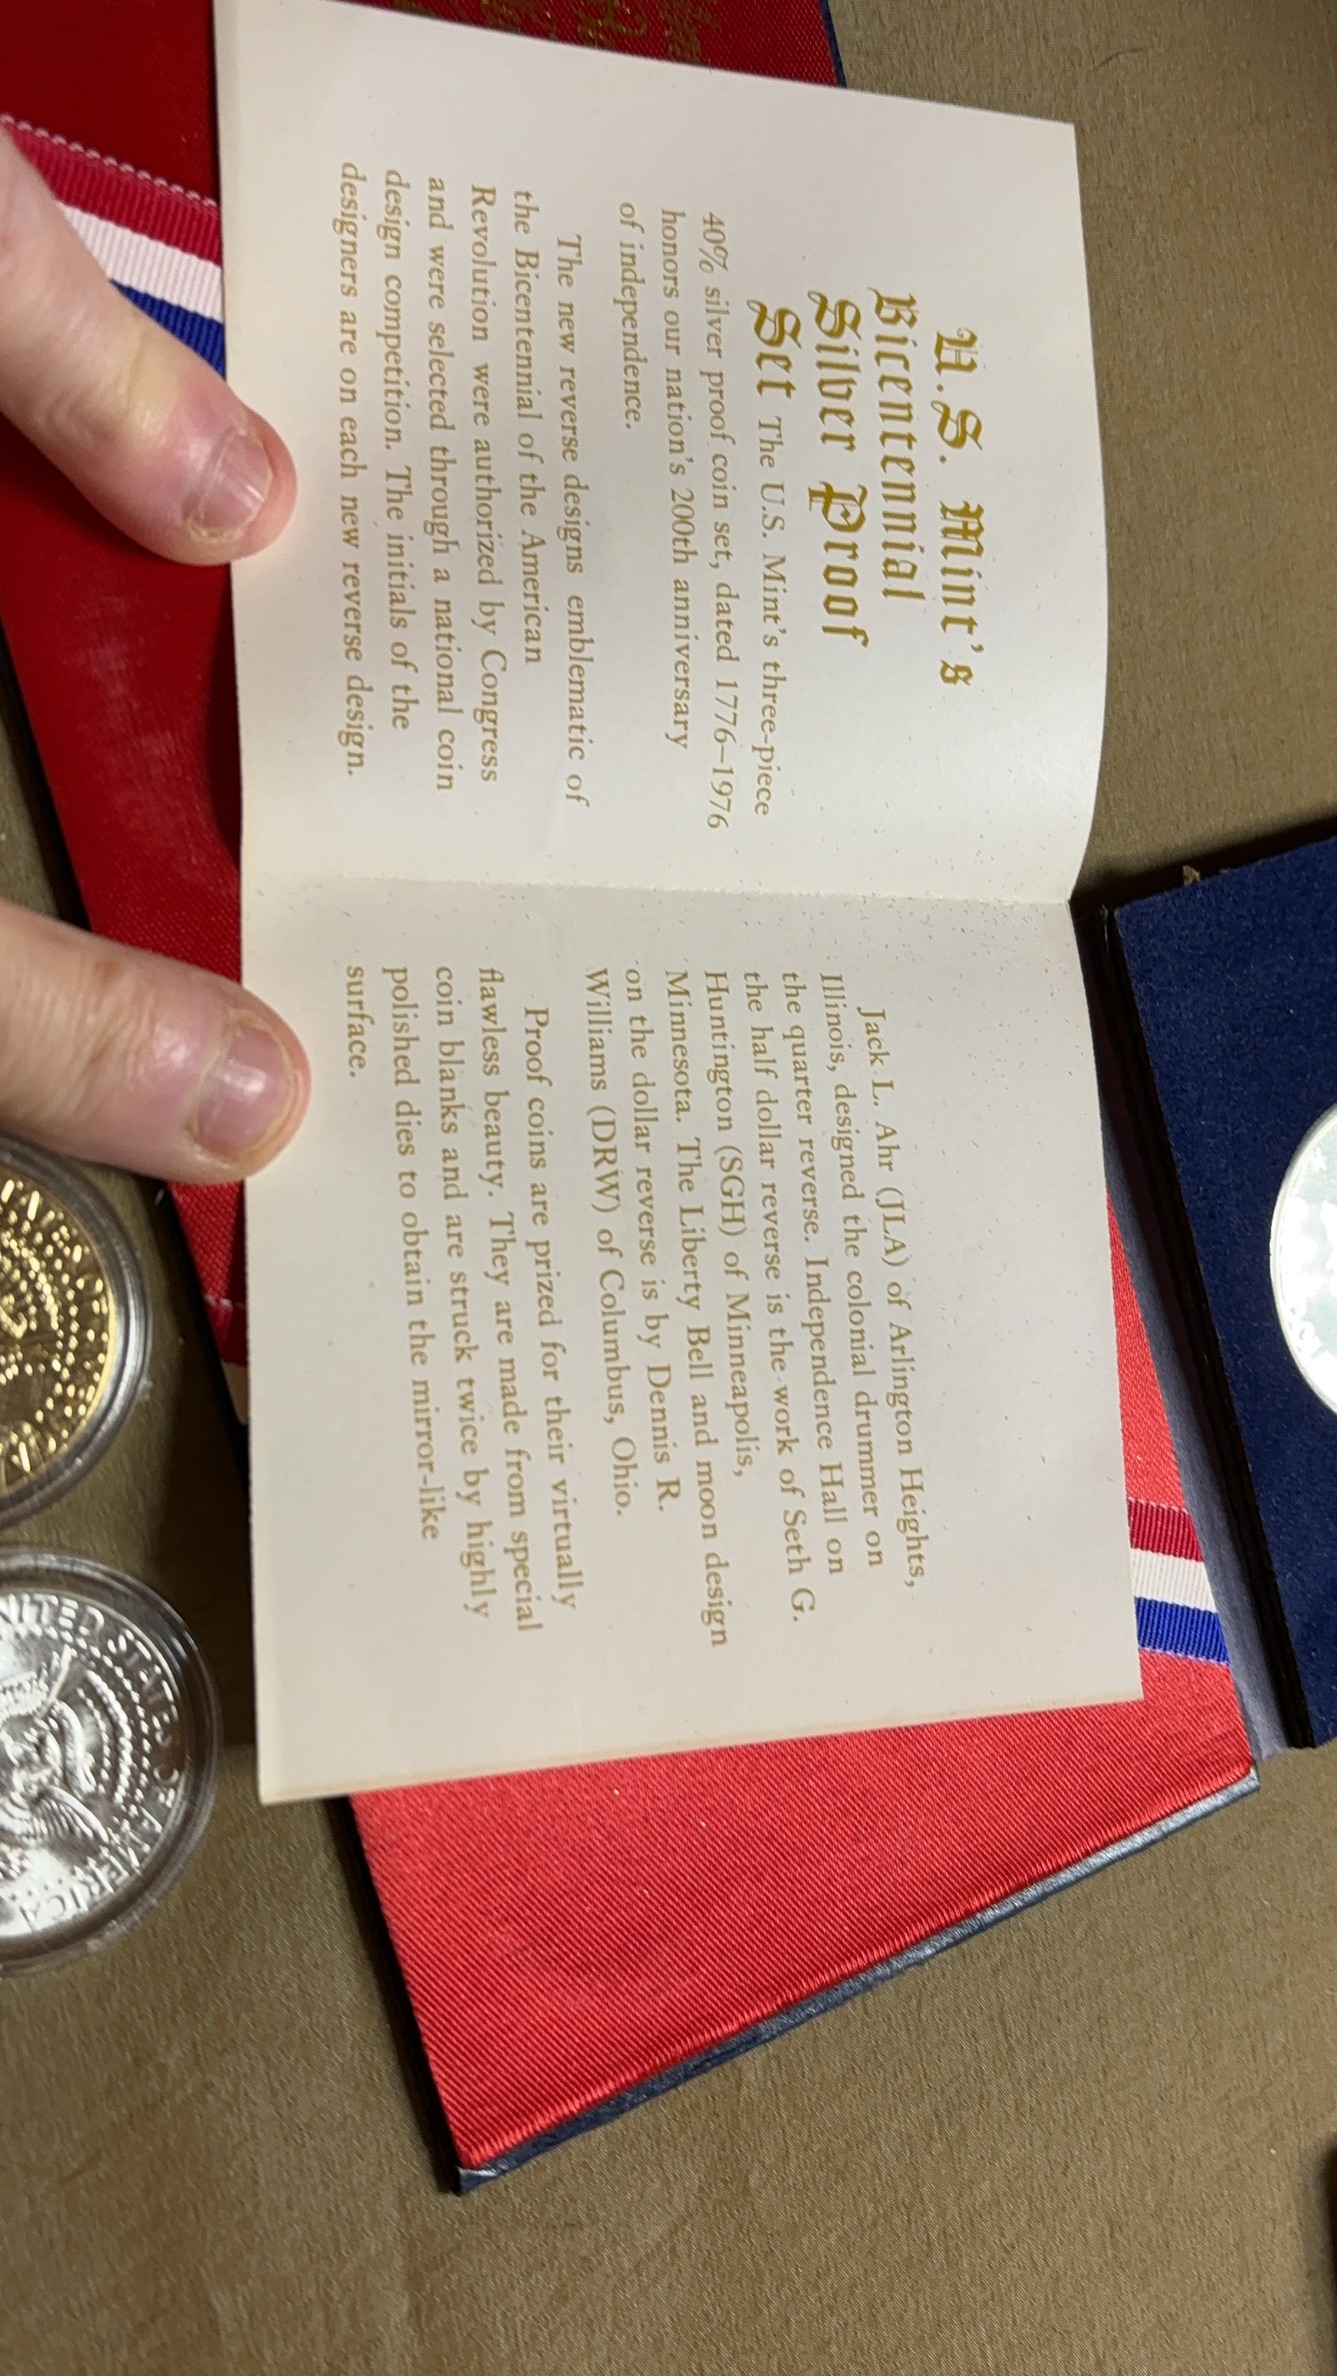 U.S. Mint's
Bicentennial
Silver Proof
Set The U.S. Mint's three-piece
40% silver proof coin set, dated 1776–1976
honors our nation's 200th anniversary
of independence.
The new reverse designs emblematic of
the Bicentennial of the American
Revolution were authorized by Congress
and were selected through a national coin
design competition. The initials of the
designers are on each new reverse design.
Jack L. Ahr (JLA) of Arlington Heights,
Illinois, designed the colonial drummer on
the quarter reverse. Independence Hall on
the half dollar reverse is the work of Seth G.
Huntington (SGH) of Minneapolis,
Minnesota. The Liberty Bell and moon design
on the dollar reverse is by Dennis R.
Williams (DRW) of Columbus, Ohio.
Proof coins are prized for their virtually
flawless beauty. They are made from special
coin blanks and are struck twice by highly
polished dies to obtain the mirror-like
surface.
UNITED STATES OF AMERICA